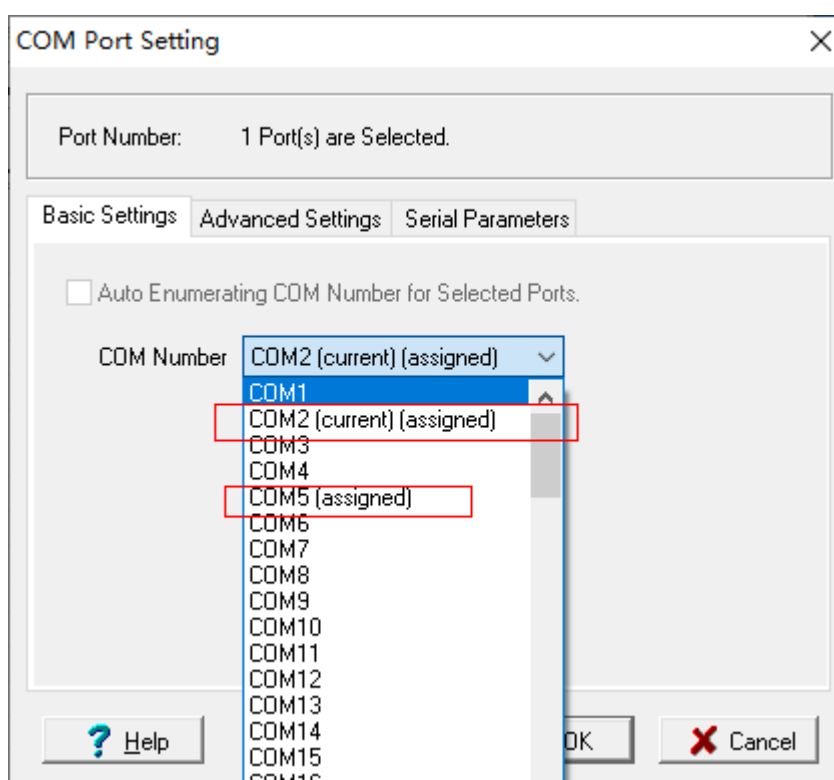 COM Port Setting
Port Number: 1 Port(s) are Selected.
Basic Settings Advanced Settings Serial Parameters
Auto Enumerating COM Number for Selected Ports.
COM Number COM2 (current) (assigned)
COM1
COM2 (current) (assigned)
COM3
COM4
COM5 (assigned)
COM6
COM7
COM8
COM9
COM10
COM11
COM12
COM13
COM14
COM15
COM16
Help OK Cancel